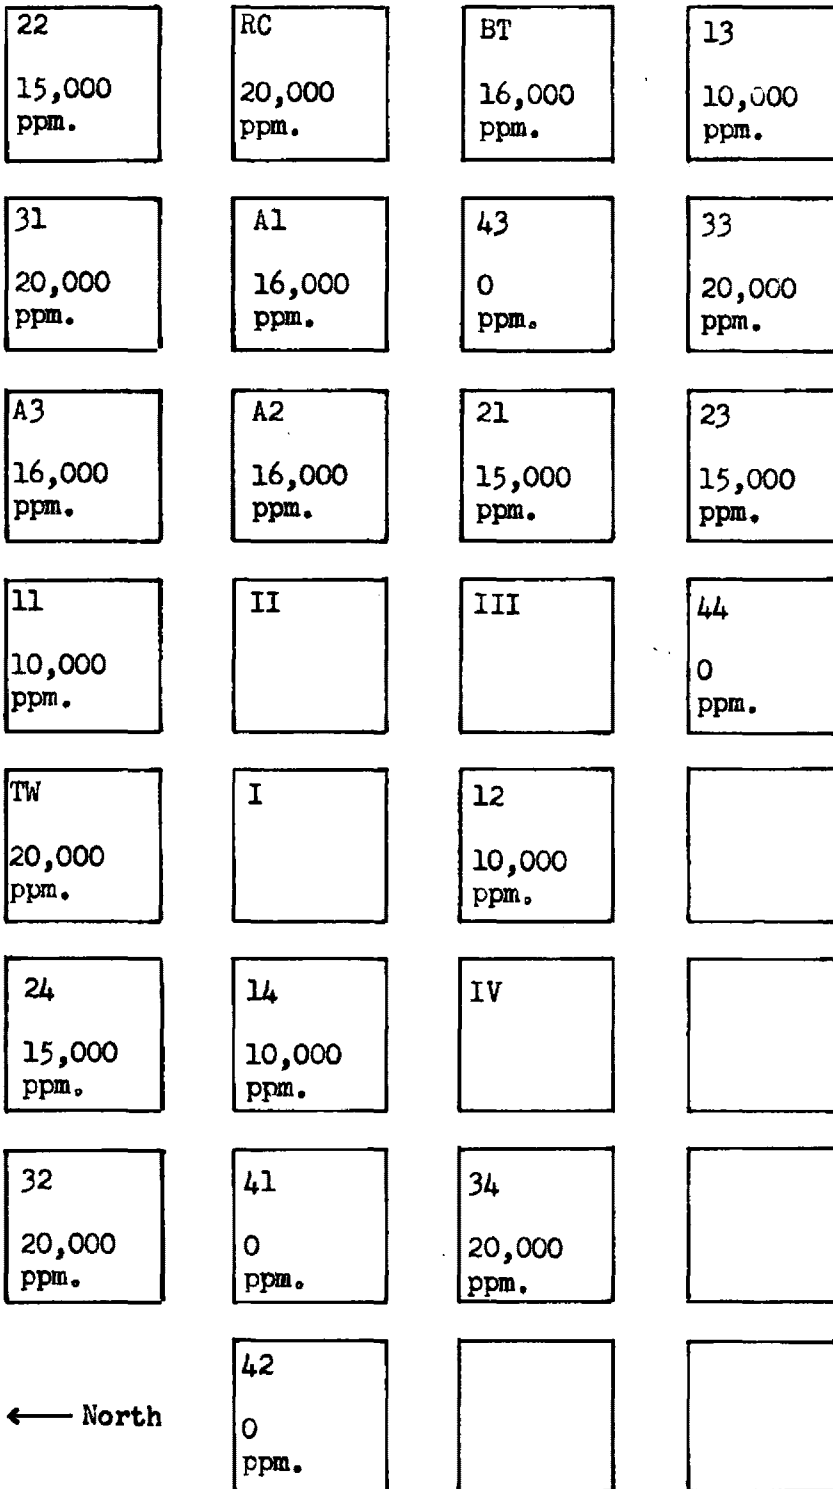 22
15,000
ppm.
RC
20,000
ppm.
BT
16,000
ppm.
13
10,000
ppm.
31
20,000
ppm.
A1
16,000
ppm.
43
0
ppm.
33
20,000
ppm.
A3
16,000
ppm.
A2
16,000
ppm.
21
15,000
ppm.
23
15,000
ppm.
11
10,000
ppm.
II
III
44
0
ppm.
TW
20,000
ppm.
I
12
10,000
ppm.
24
15,000
ppm.
14
10,000
ppm.
IV
32
20,000
ppm.
41
0
ppm.
34
20,000
ppm.
← North
42
0
ppm.